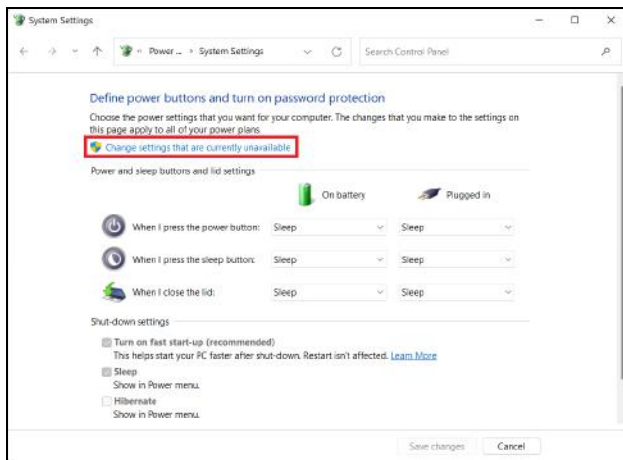 System Settings
Power ... System Settings
Search Control Panel
Define power buttons and turn on password protection
Choose the power settings that you want for your computer. The changes that you make to the settings on
this page apply to all of your power plans.
Change settings that are currently unavailable
Power and sleep buttons and lid settings
On battery Plugged in
When I press the power button: Sleep Sleep
When I press the sleep button: Sleep Sleep
When I close the lid: Sleep Sleep
Shut-down settings
Turn on fast start-up (recommended)
This helps start your PC faster after shut-down. Restart isn't affected. Learn More
Sleep
Show in Power menu.
Hibernate
Show in Power menu.
Save changes Cancel